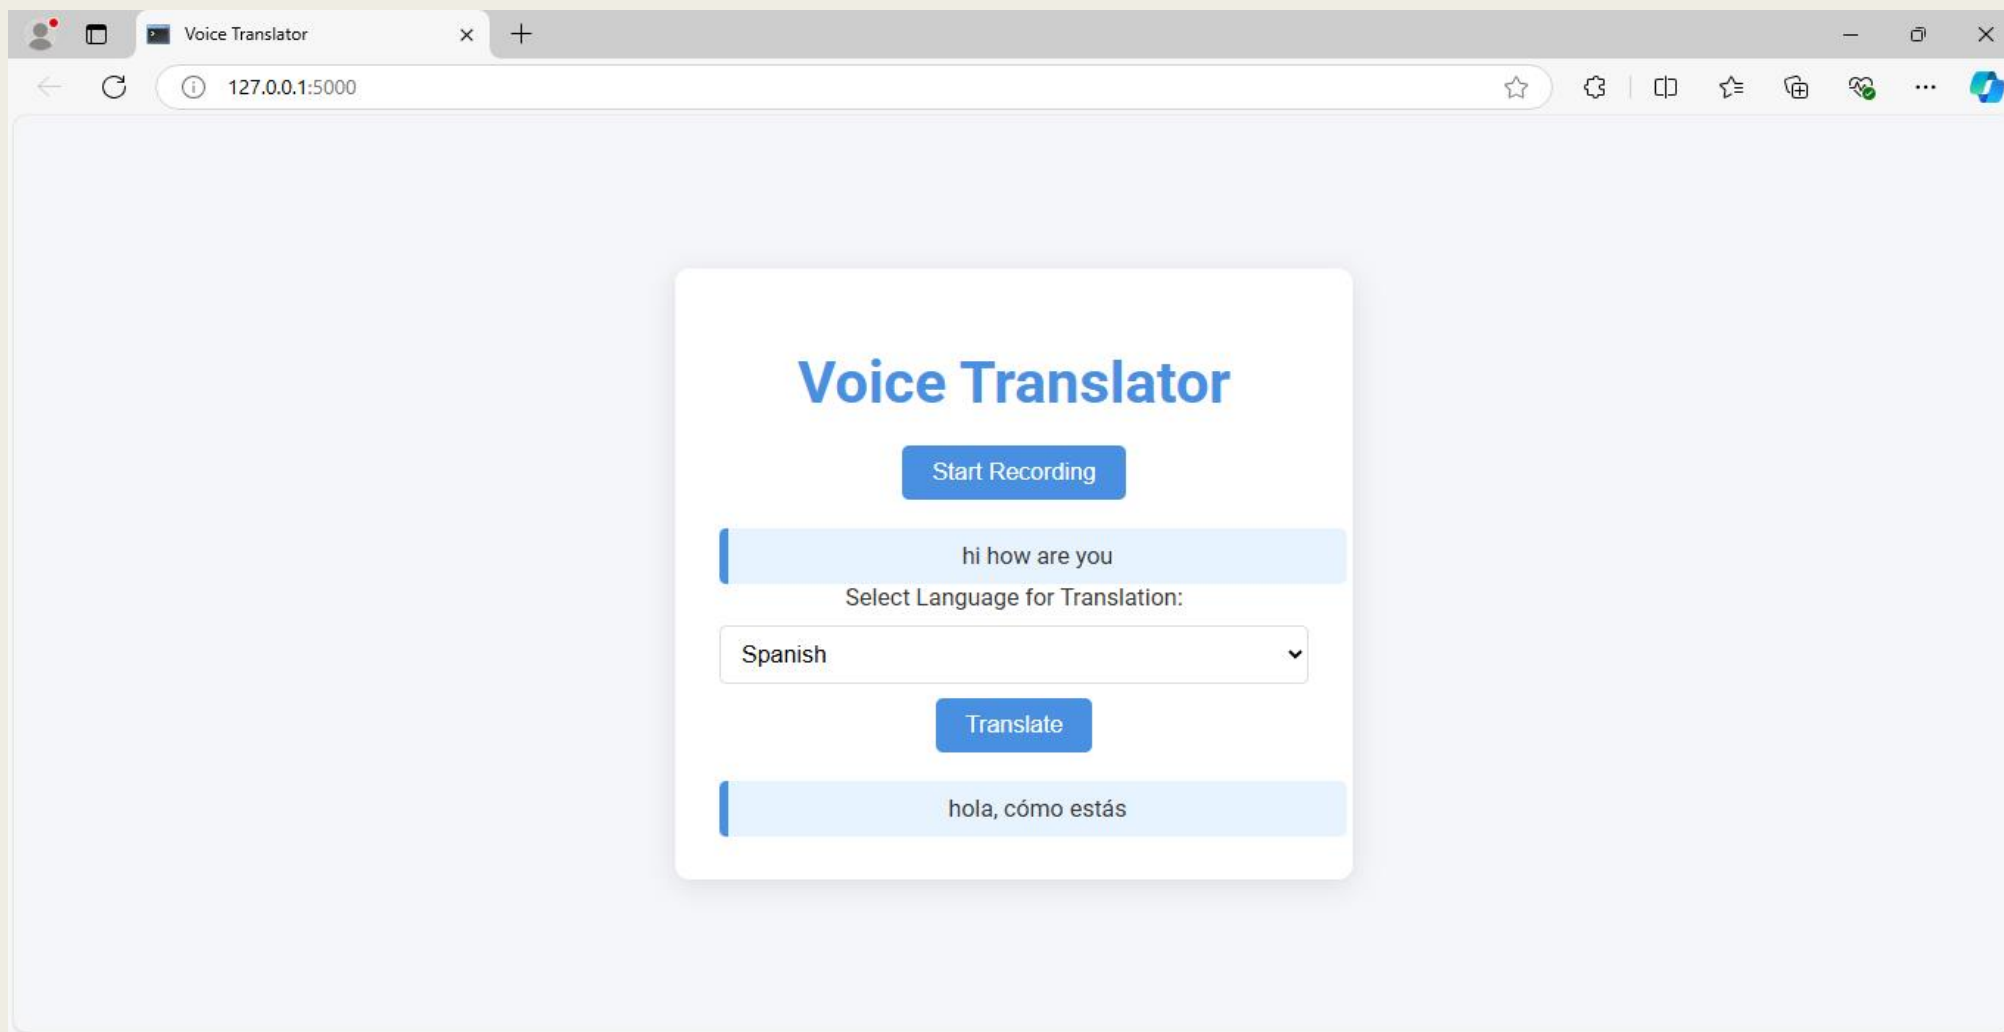 Voice Translator
127.0.0.1:5000
Voice Translator
Start Recording
hi how are you
Select Language for Translation:
Spanish
Translate
hola, cómo estás